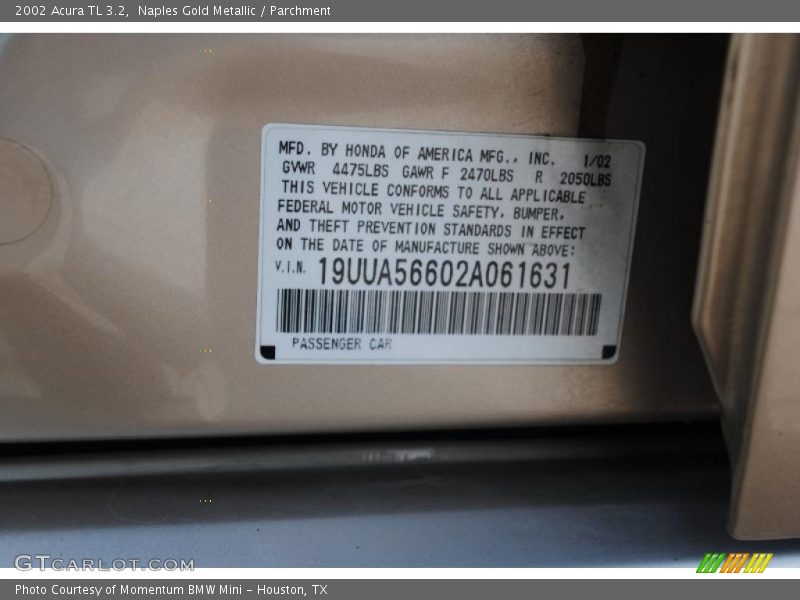 2002 Acura TL 3.2,  Naples Gold Metallic / Parchment
MFD. BY HONDA OF AMERICA MFG., INC. 1/02
GVWR 4475LBS GAWR F 2470LBS R 2050LBS
THIS VEHICLE CONFORMS TO ALL APPLICABLE
FEDERAL MOTOR VEHICLE SAFETY, BUMPER,
AND THEFT PREVENTION STANDARDS IN EFFECT
ON THE DATE OF MANUFACTURE SHOWN ABOVE:
V.I.N. 19UUA56602A061631
PASSENGER CAR
GTCARLOT.COM
Photo Courtesy of Momentum BMW Mini - Houston, TX